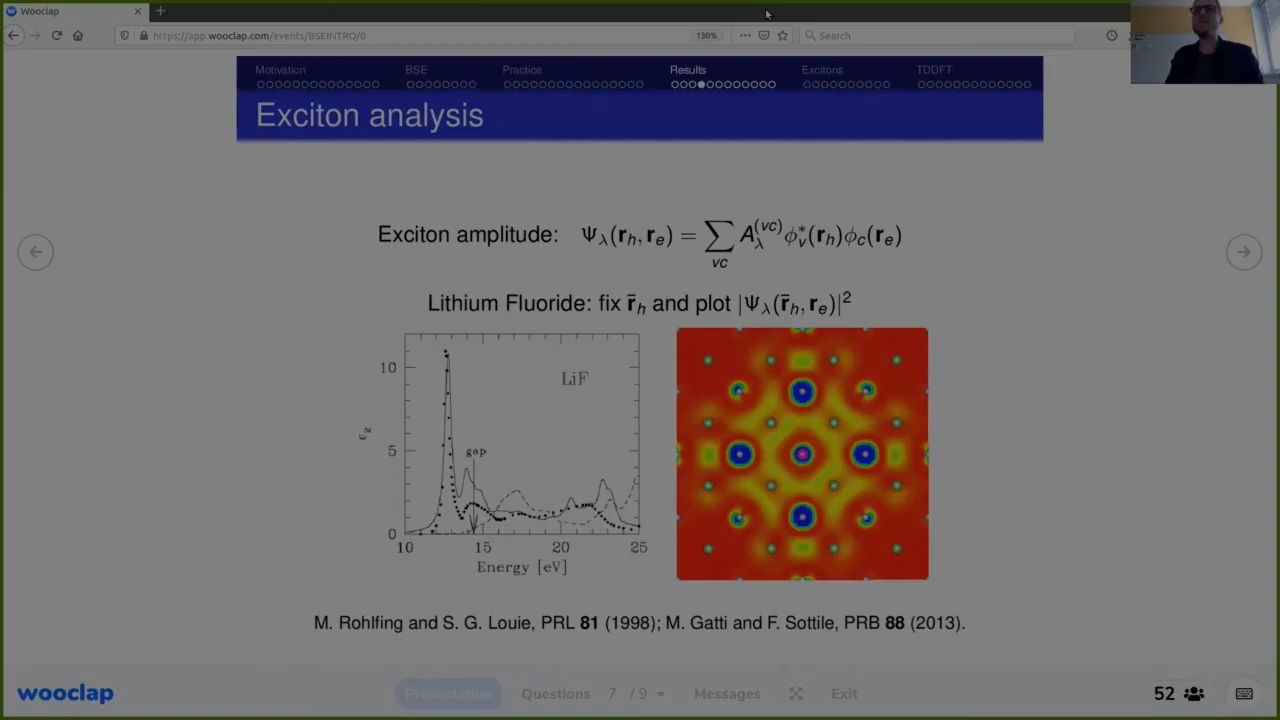 Wooclap
https://app.wooclap.com/events/BSEINTRO/0
130%
Search
Motivation BSE Practice Results Excitons TDDFT
Exciton analysis
Exciton amplitude: Ψλ(rₕ, rₑ) = ∑vc Aλ^(vc) ϕv*(rₕ)ϕc(rₑ)
Lithium Fluoride: fix r̄ₕ and plot |Ψλ(r̄ₕ, rₑ)|²
LiF
gap
ε₂
10
5
0
10 15 20 25
Energy [eV]
M. Rohlfing and S. G. Louie, PRL 81 (1998); M. Gatti and F. Sottile, PRB 88 (2013).
wooclap
Presentation Questions 7 / 9 Messages Exit
52